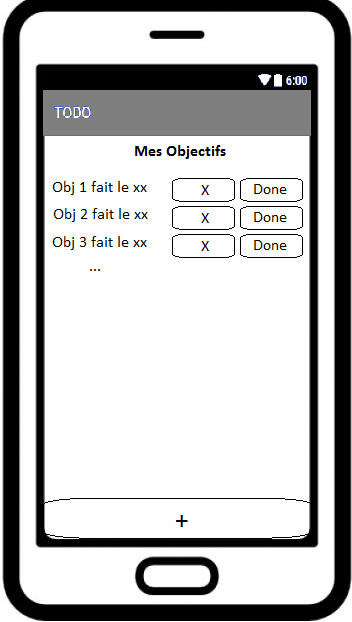 6:00
TODO
Mes Objectifs
Obj 1 fait le xx X Done
Obj 2 fait le xx X Done
Obj 3 fait le xx X Done
...
+